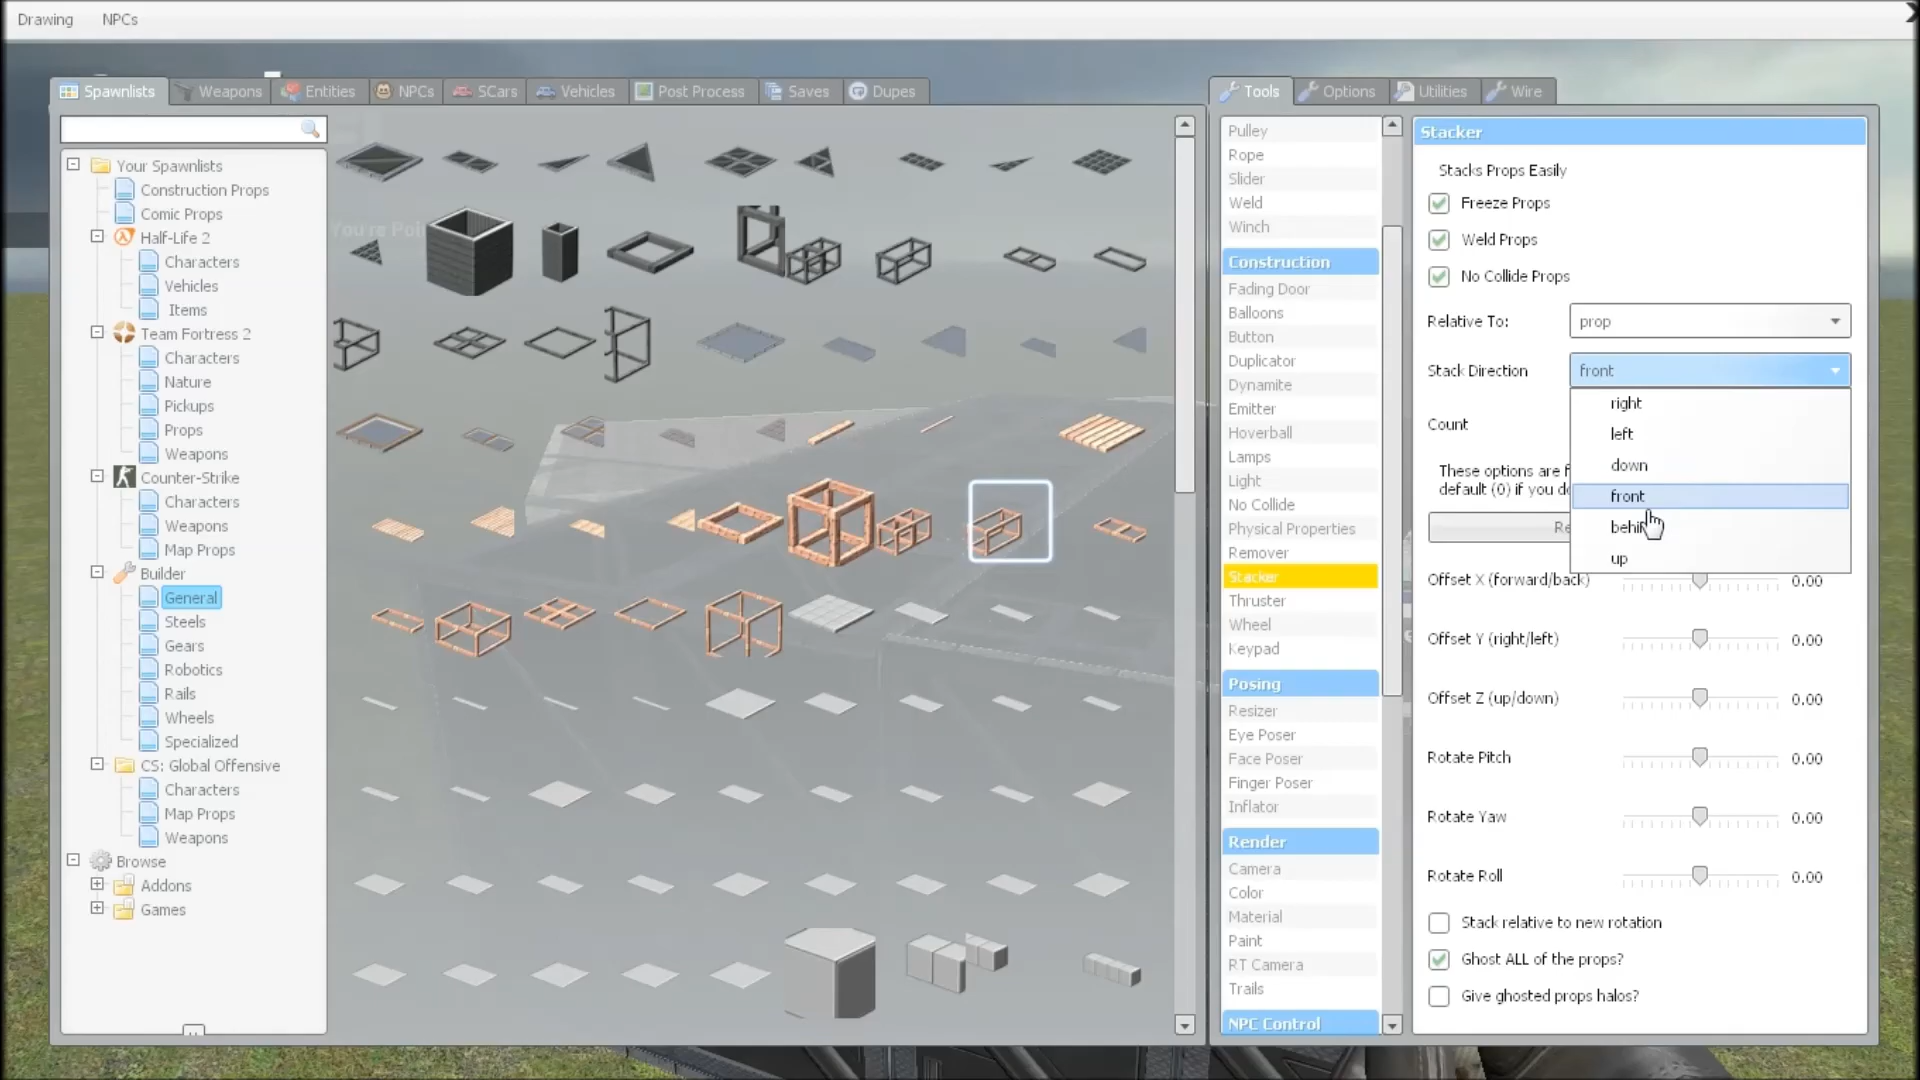 Drawing NPCs
Spawnlists Weapons Entities NPCs SCars Vehicles Post Process Saves Dupes
Your Spawnlists
Construction Props
Comic Props
Half-Life 2
Characters
Vehicles
Items
Team Fortress 2
Characters
Nature
Pickups
Props
Weapons
Counter-Strike
Characters
Weapons
Map Props
Builder
General
Steels
Gears
Robotics
Rails
Wheels
Specialized
CS: Global Offensive
Characters
Map Props
Weapons
Browse
Addons
Games
You're
Tools Options Utilities Wire
Pulley
Rope
Slider
Weld
Winch
Construction
Fading Door
Balloons
Button
Duplicator
Dynamite
Emitter
Hoverball
Lamps
Light
No Collide
Physical Properties
Remover
Stacker
Thruster
Wheel
Keypad
Posing
Resizer
Eye Poser
Face Poser
Finger Poser
Inflator
Render
Camera
Color
Material
Paint
RT Camera
Trails
NPC Control
Stacker
Stacks Props Easily
Freeze Props
Weld Props
No Collide Props
Relative To: prop
Stack Direction front
right
left
down
front
behi
up
Count
These options are f
default (0) if you d
Re
Offset X (forward/back) 0.00
Offset Y (right/left) 0.00
Offset Z (up/down) 0.00
Rotate Pitch 0.00
Rotate Yaw 0.00
Rotate Roll 0.00
Stack relative to new rotation
Ghost ALL of the props?
Give ghosted props halos?